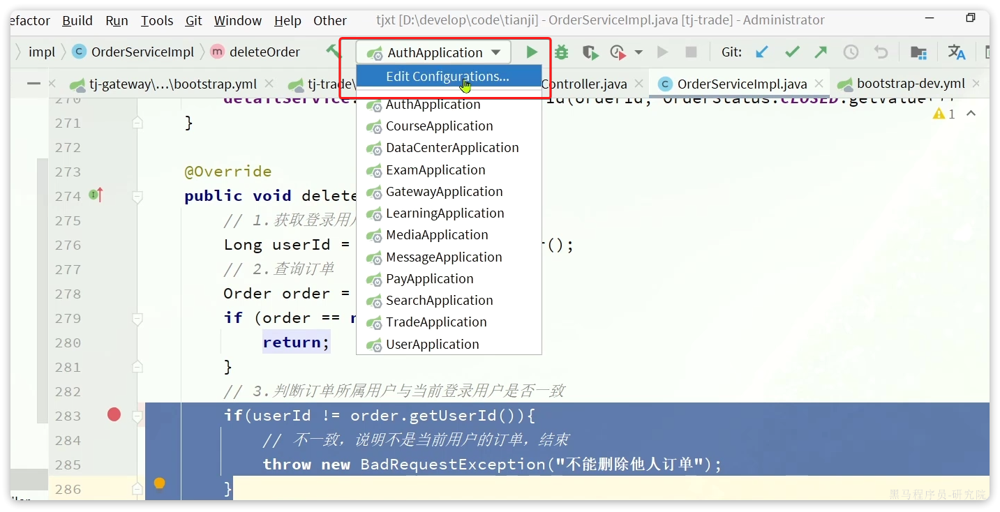 efactor Build Run Tools Git Window Help Other tjxt [D:\develop\code\tianji] - OrderServiceImpl.java [tj-trade] - Administrator
impl OrderServiceImpl deleteOrder AuthApplication Git:
Edit Configurations...
tj-gateway\...\bootstrap.yml tj-trade\ Controller.java OrderServiceImpl.java bootstrap-dev.yml
270 detailService. Id(orderId, OrderStatus.CLOSED.getValue())
1
271 }
272
273 @Override
274 public void delete
275 // 1.获取登录用户
276 Long userId = r();
277 // 2.查询订单
278 Order order =
279 if (order == n
280 return;
281 }
282 // 3.判断订单所属用户与当前登录用户是否一致
283 if(userId != order.getUserId()){
284 // 不一致，说明不是当前用户的订单，结束
285 throw new BadRequestException("不能删除他人订单");
286 }
AuthApplication
CourseApplication
DataCenterApplication
ExamApplication
GatewayApplication
LearningApplication
MediaApplication
MessageApplication
PayApplication
SearchApplication
TradeApplication
UserApplication
黑马程序员-研究院